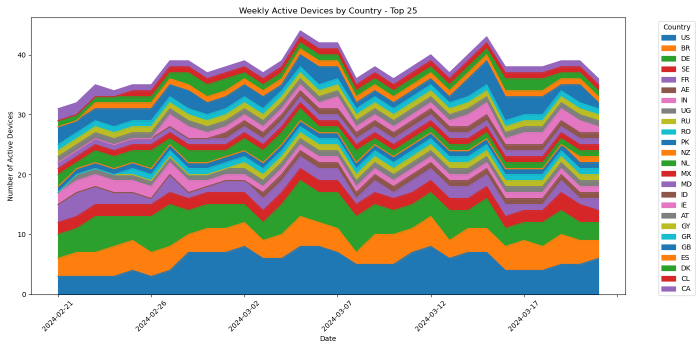 Weekly Active Devices by Country - Top 25
Number of Active Devices
40
30
20
10
0
2024-02-21
2024-02-26
2024-03-02
2024-03-07
2024-03-12
2024-03-17
Date
Country
US
BR
DE
SE
FR
AE
IN
UG
RU
RO
PK
NZ
NL
MX
MD
ID
IE
AT
GY
GR
GB
ES
DK
CL
CA